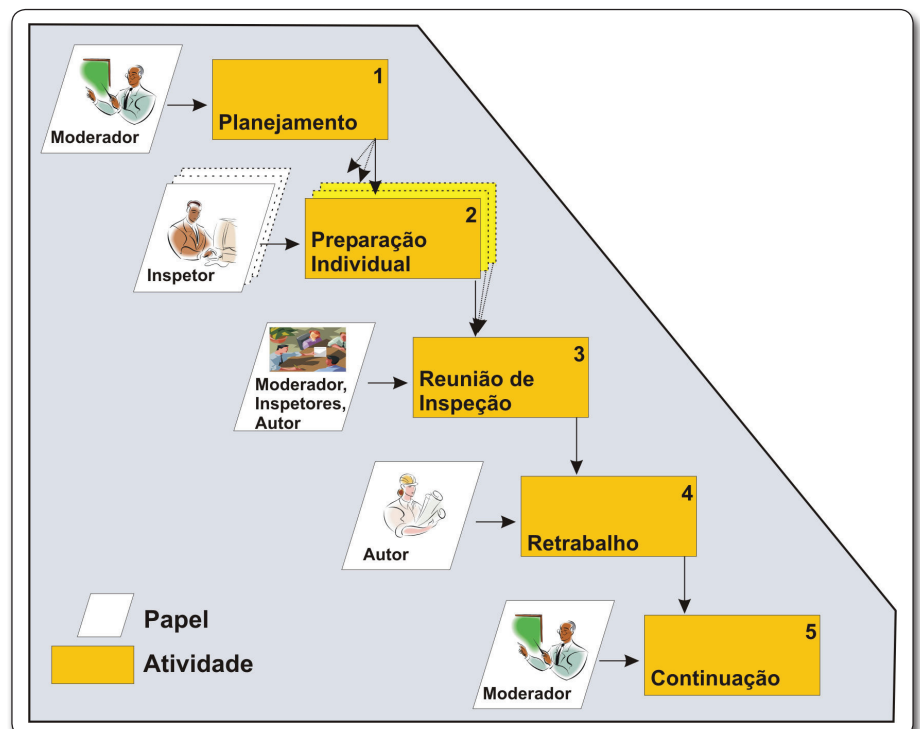 1
Moderador
Planejamento
2
Preparação
Individual
Inspetor
3
Reunião de
Inspeção
Moderador,
Inspetores,
Autor
4
Retrabalho
Autor
Papel
5
Atividade
Continuação
Moderador